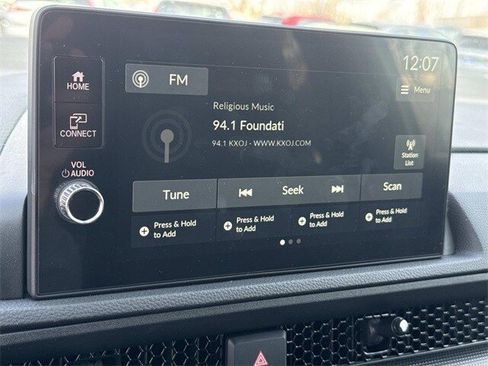 HOME
CONNECT
VOL
AUDIO
FM
12:07
Menu
Religious Music
94.1 Foundati
94.1 KXOJ - WWW.KXOJ.COM
Station
List
Tune
Seek
Scan
Press & Hold
to Add
Press & Hold
to Add
Press & Hold
to Add
Press & Hold
to Add